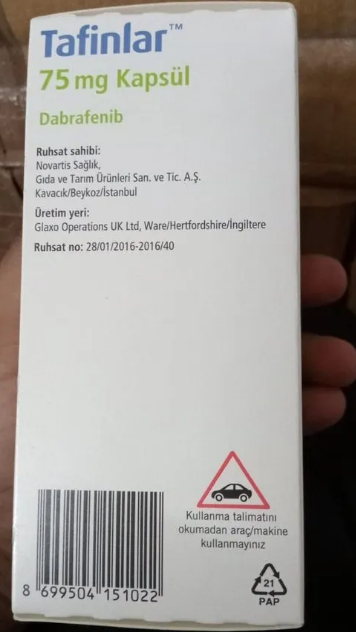 Tafinlar™
75 mg Kapsül
Dabrafenib
Ruhsat sahibi:
Novartis Sağlık,
Gıda ve Tarım Ürünleri San. ve Tic. A.Ş.
Kavacık/Beykoz/İstanbul
Üretim yeri:
Glaxo Operations UK Ltd, Ware/Hertfordshire/İngiltere
Ruhsat no: 28/01/2016-2016/40
Kullanma talimatını
okumadan araç/makine
kullanmayınız
8 699504 151022
21
PAP